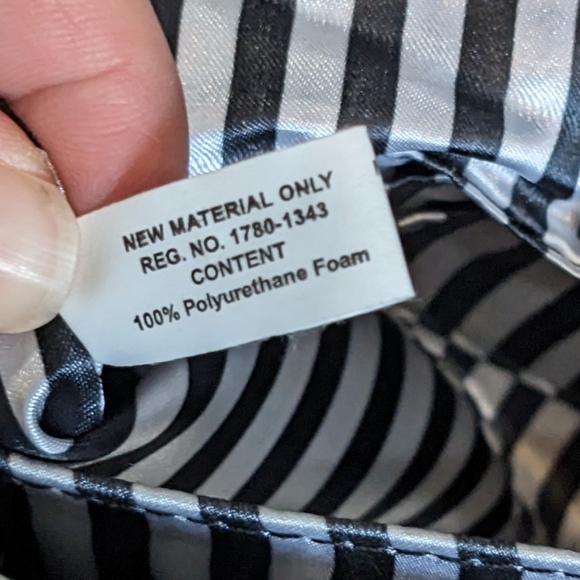 NEW MATERIAL ONLY
REG. NO. 1780-1343
CONTENT
100% Polyurethane Foam